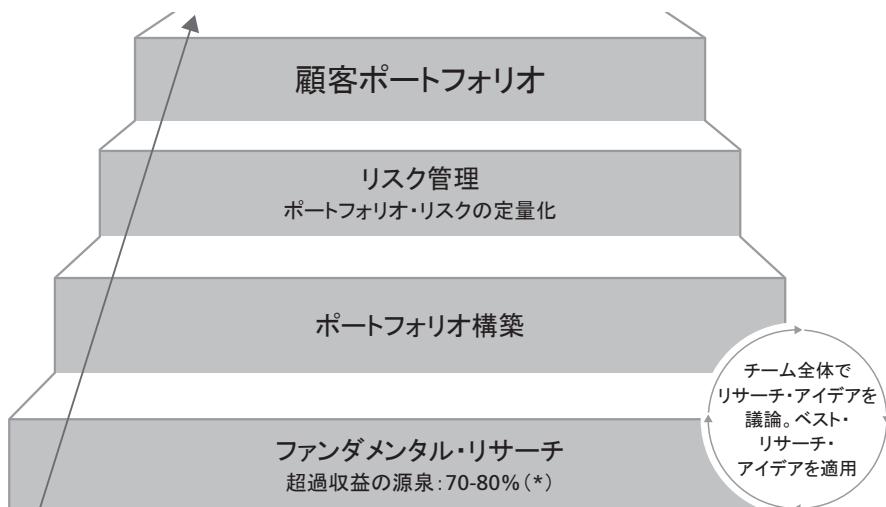 顧客ポートフォリオ
リスク管理
ポートフォリオ・リスクの定量化
ポートフォリオ構築
チーム全体で
リサーチ・アイデアを
議論。ベスト・
リサーチ・
アイデアを適用
ファンダメンタル・リサーチ
超過収益の源泉:70-80%(*)